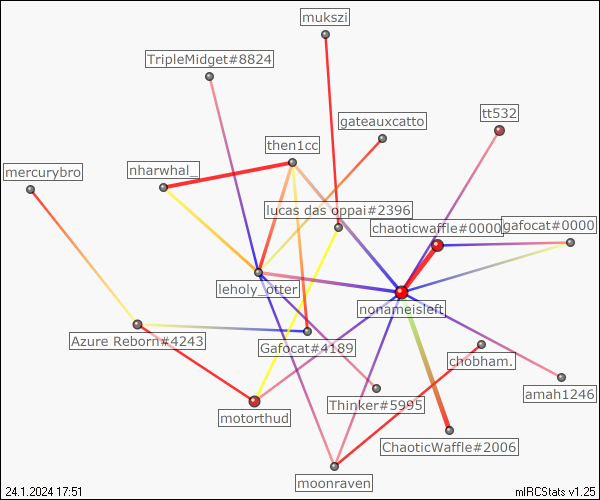 mukszi
TripleMidget#8824
tt532
gateauxcatto
then1cc
nharwhal_
mercurybro
lucas das oppai#2396
chaoticwaffle#0000
gafocat#0000
leholy_otter
nonameisleft
Azure Reborn#4243
Gafocat#4189
chobham.
amah1246
Thinker#5995
motorthud
ChaoticWaffle#2006
moonraven
24.1.2024 17:51
mIRCStats v1.25